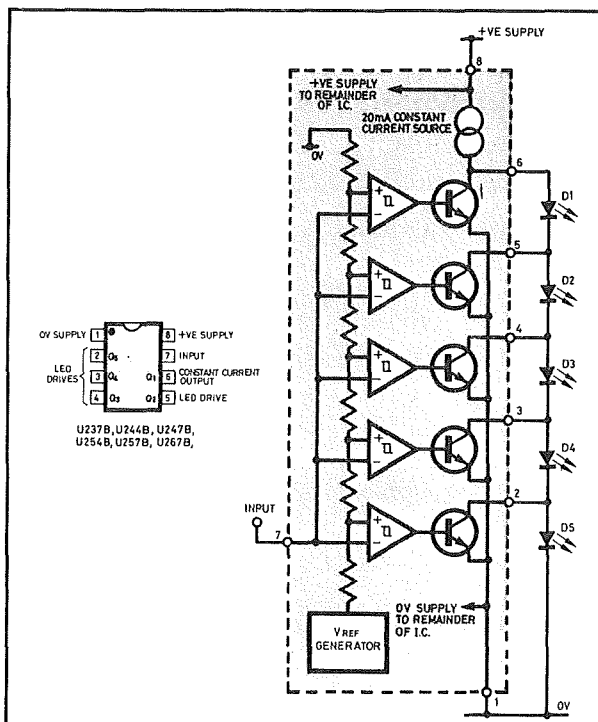 +VE SUPPLY
8
+VE SUPPLY
TO REMAINDER
OF I.C.
20mA CONSTANT
CURRENT SOURCE
0V
6
D1
5
D2
4
D3
3
D4
2
D5
+
-
+
-
+
-
+
-
+
-
0V SUPPLY 1 8 +VE SUPPLY
2 Q5 7 INPUT
LED
DRIVES
3 Q4 Q1 6 CONSTANT CURRENT
OUTPUT
4 Q3 Q2 5 LED DRIVE
U237B, U244B, U247B,
U254B, U257B, U267B,
INPUT
7
VREF
GENERATOR
0V SUPPLY
TO REMAINDER
OF I.C.
1
0V